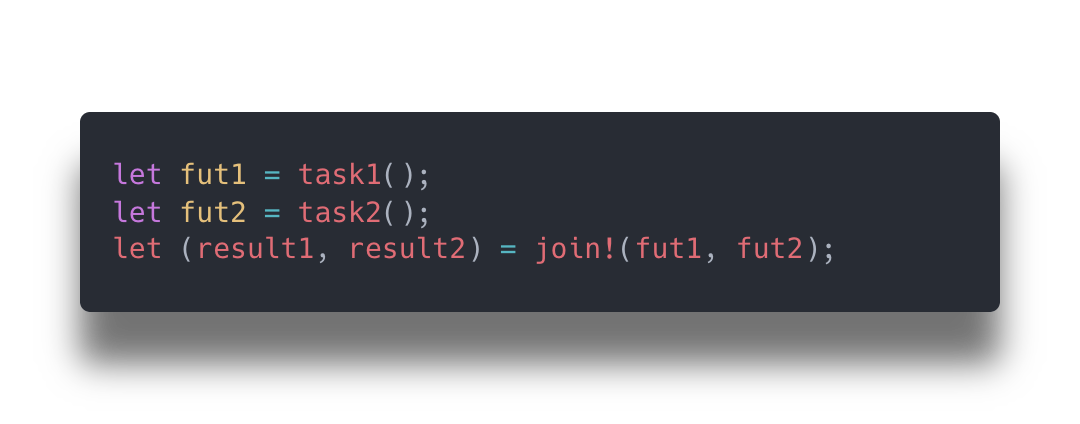 let fut1 = task1();
let fut2 = task2();
let (result1, result2) = join!(fut1, fut2);